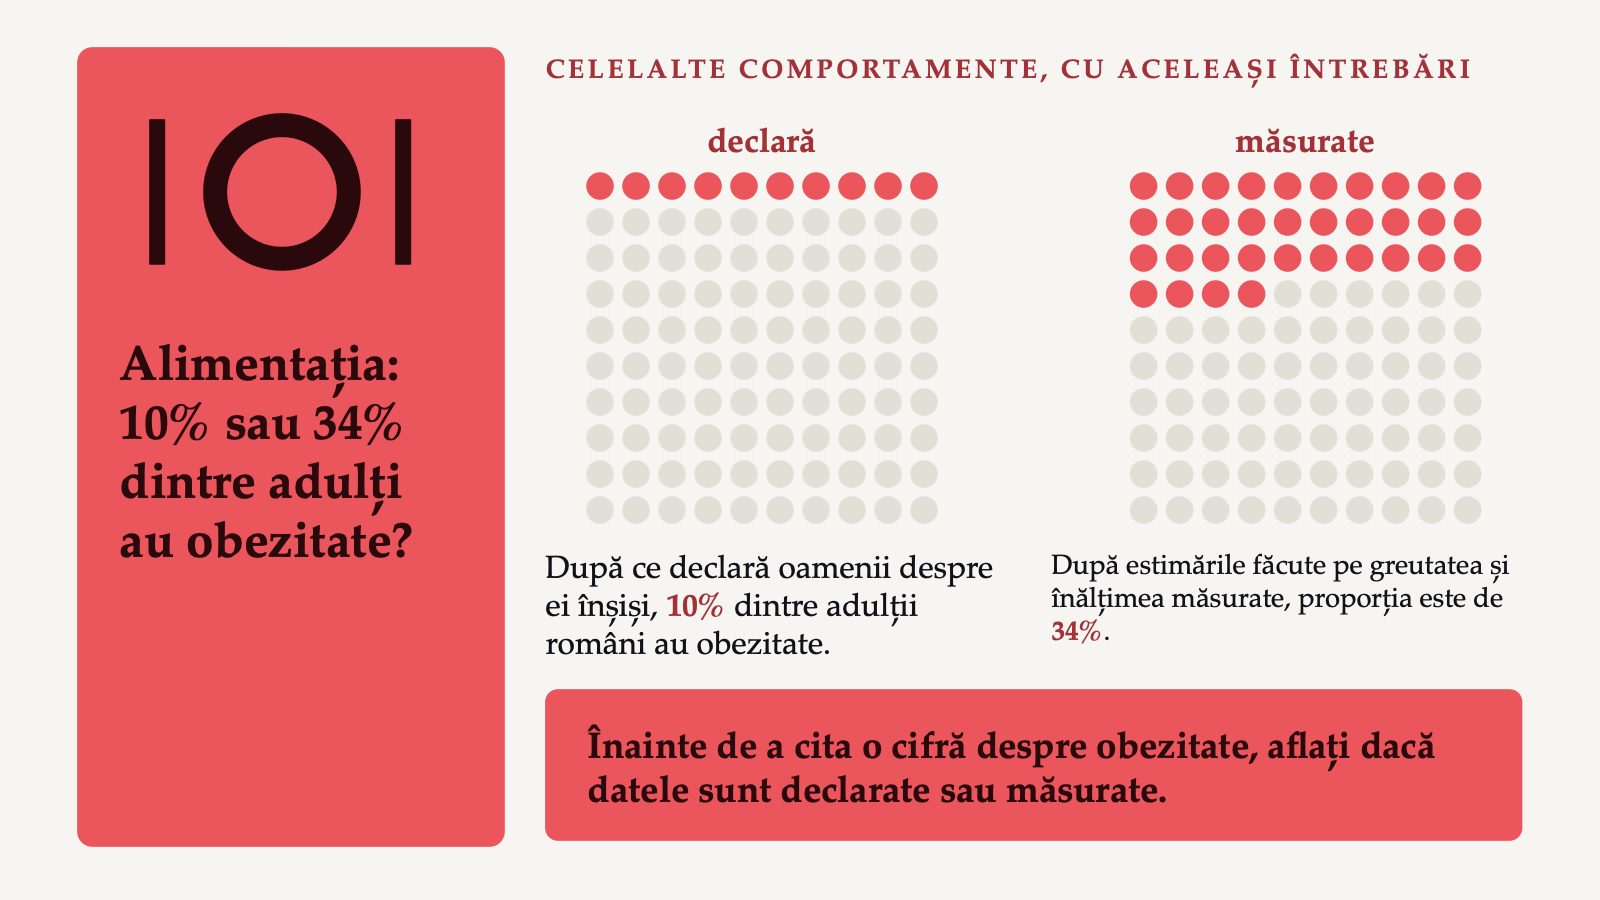 Alimentația:
10% sau 34%
dintre adulți
au obezitate?
CELELALTE COMPORTAMENTE, CU ACELEAȘI ÎNTREBĂRI
declară
După ce declară oamenii despre
ei înșiși, 10% dintre adulții
români au obezitate.
măsurate
După estimările făcute pe greutatea și
înălțimea măsurate, proporția este de
34%.
Înainte de a cita o cifră despre obezitate, aflați dacă
datele sunt declarate sau măsurate.